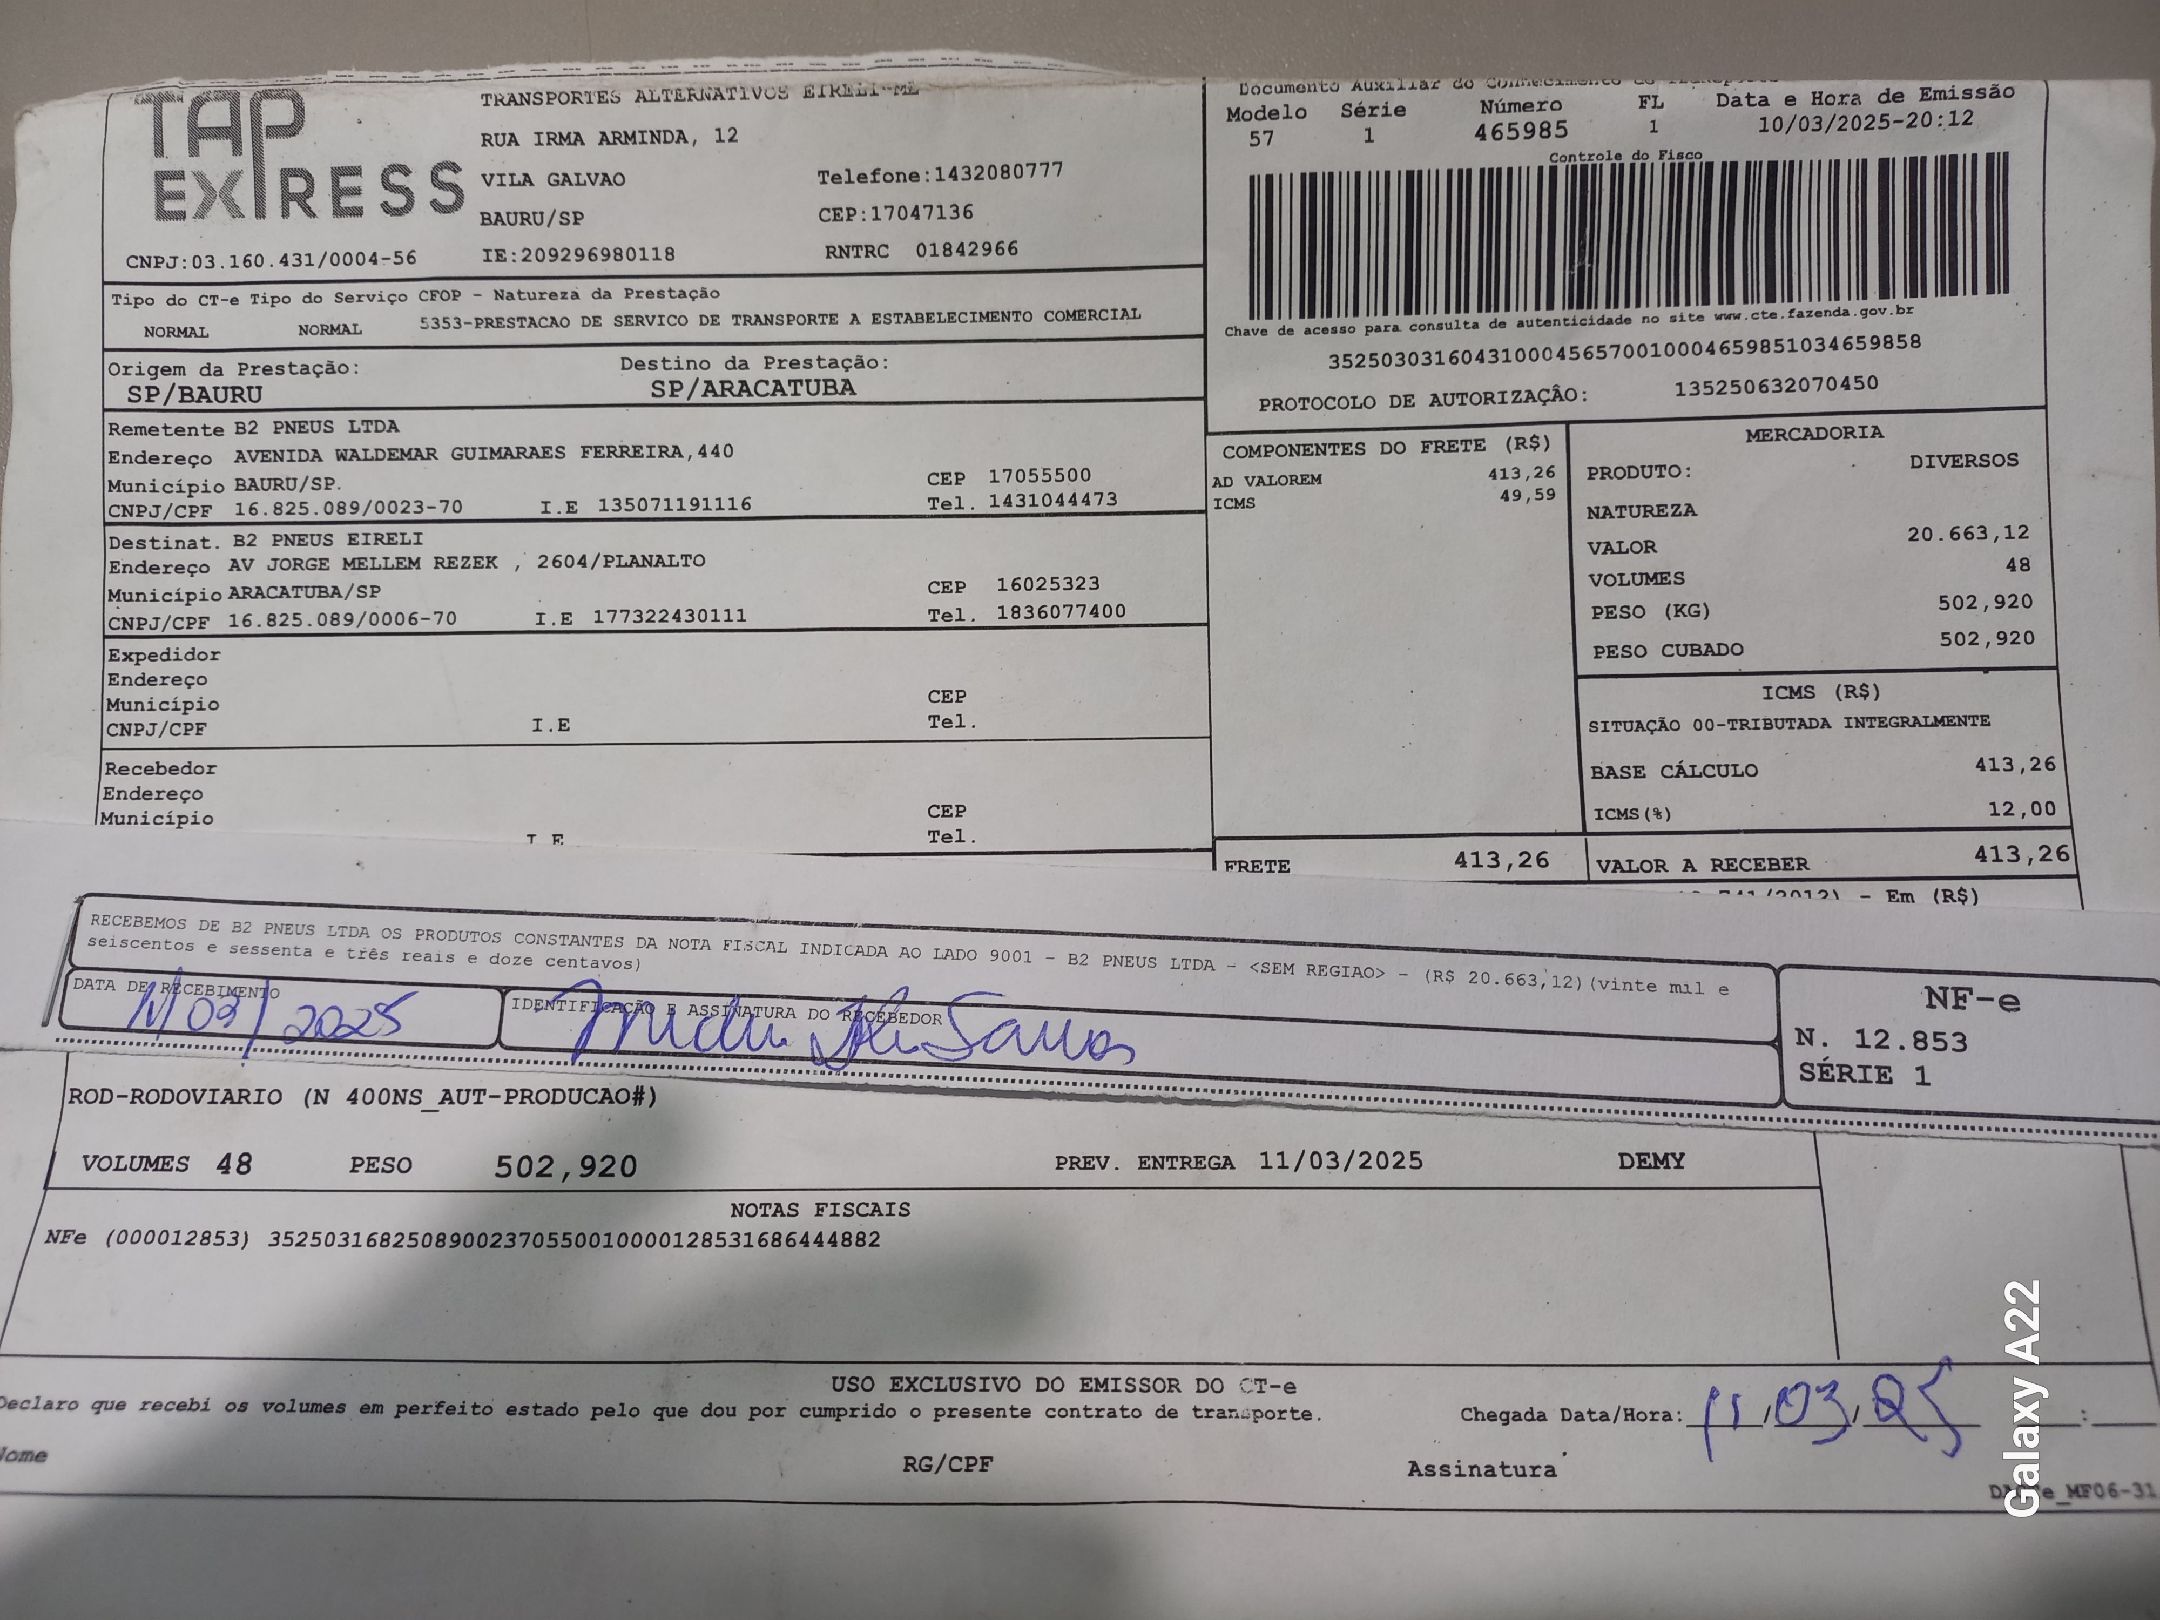 TAP
EXPRESS
TRANSPORTES ALTERNATIVOS EIRELI-ME
RUA IRMA ARMINDA, 12
VILA GALVAO Telefone:1432080777
BAURU/SP CEP:17047136
CNPJ:03.160.431/0004-56 IE:209296980118 RNTRC 01842966
Documento Auxiliar do Conhecimento de Transporte
Modelo Série Número FL Data e Hora de Emissão
57 1 465985 1 10/03/2025-20:12
Controle do Fisco
Chave de acesso para consulta de autenticidade no site www.cte.fazenda.gov.br
35250303160431000456570010004659851034659858
PROTOCOLO DE AUTORIZAÇÃO: 135250632070450
Tipo do CT-e Tipo do Serviço CFOP - Natureza da Prestação
NORMAL NORMAL 5353-PRESTACAO DE SERVICO DE TRANSPORTE A ESTABELECIMENTO COMERCIAL
Origem da Prestação: Destino da Prestação:
SP/BAURU SP/ARACATUBA
Remetente B2 PNEUS LTDA
Endereço AVENIDA WALDEMAR GUIMARAES FERREIRA,440
Município BAURU/SP. CEP 17055500
CNPJ/CPF 16.825.089/0023-70 I.E 135071191116 Tel. 1431044473
Destinat. B2 PNEUS EIRELI
Endereço AV JORGE MELLEM REZEK , 2604/PLANALTO
Município ARACATUBA/SP CEP 16025323
CNPJ/CPF 16.825.089/0006-70 I.E 177322430111 Tel. 1836077400
Expedidor
Endereço
Município CEP
CNPJ/CPF I.E Tel.
Recebedor
Endereço
Município CEP
I.E Tel.
COMPONENTES DO FRETE (R$)
AD VALOREM 413,26
ICMS 49,59
MERCADORIA
PRODUTO: DIVERSOS
NATUREZA
VALOR 20.663,12
VOLUMES 48
PESO (KG) 502,920
PESO CUBADO 502,920
ICMS (R$)
SITUAÇÃO 00-TRIBUTADA INTEGRALMENTE
BASE CÁLCULO 413,26
ICMS(%) 12,00
FRETE 413,26 VALOR A RECEBER 413,26
741/2012) - Em (R$)
RECEBEMOS DE B2 PNEUS LTDA OS PRODUTOS CONSTANTES DA NOTA FISCAL INDICADA AO LADO 9001 - B2 PNEUS LTDA - <SEM REGIAO> - (R$ 20.663,12)(vinte mil e
seiscentos e sessenta e três reais e doze centavos)
DATA DE RECEBIMENTO IDENTIFICAÇÃO E ASSINATURA DO RECEBEDOR
11/03/2025
NF-e
N. 12.853
SÉRIE 1
ROD-RODOVIARIO (N 400NS_AUT-PRODUCAO#)
VOLUMES 48 PESO 502,920 PREV. ENTREGA 11/03/2025 DEMY
NOTAS FISCAIS
NFe (000012853) 35250316825089002370550010000128531686444882
USO EXCLUSIVO DO EMISSOR DO CT-e
Declaro que recebi os volumes em perfeito estado pelo que dou por cumprido o presente contrato de transporte. Chegada Data/Hora: 11/03/25 :
Nome RG/CPF Assinatura
Galaxy A22